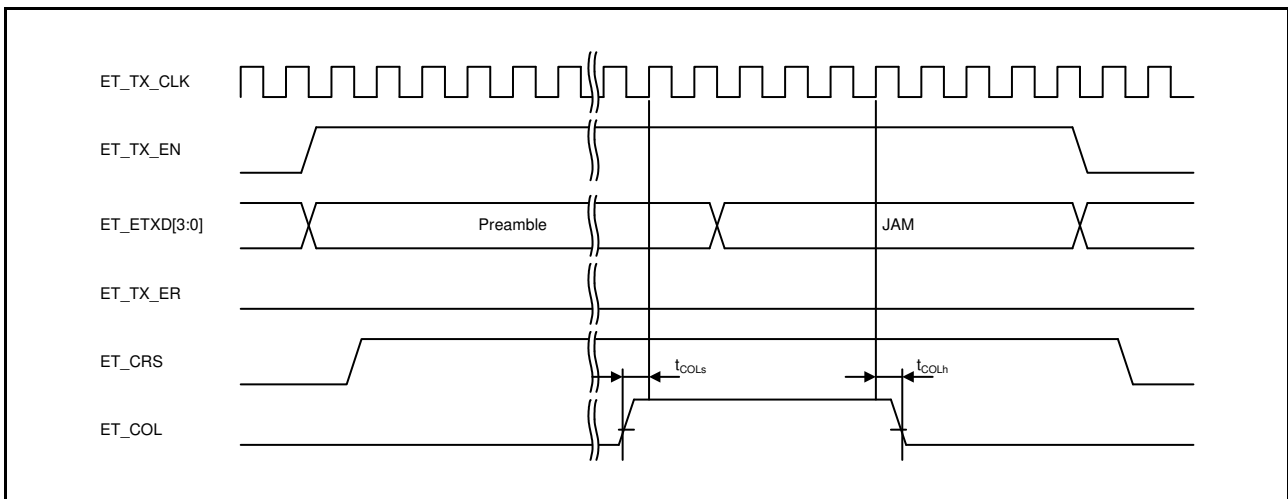 ET_TX_CLK
ET_TX_EN
ET_ETXD[3:0]
Preamble
JAM
ET_TX_ER
ET_CRS
tCOLs
tCOLh
ET_COL